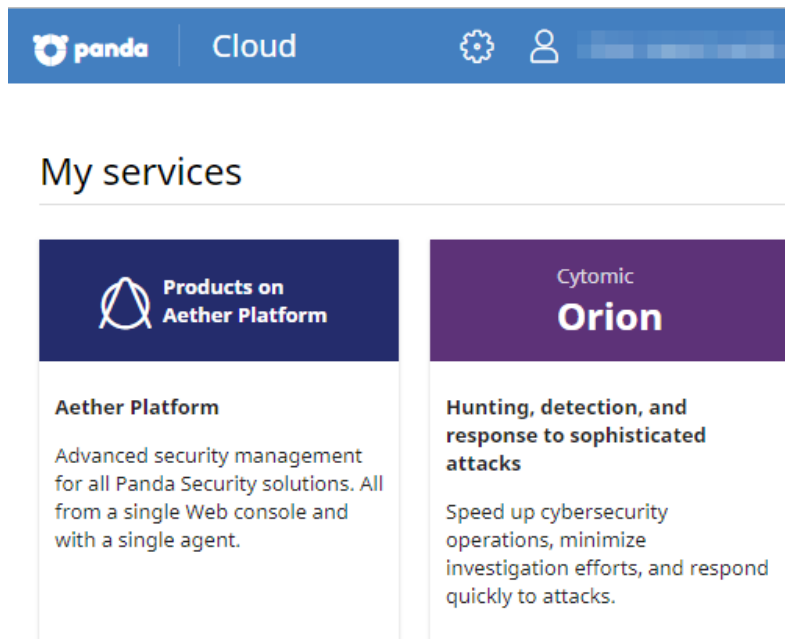 panda Cloud
My services
Products on
Aether Platform
Aether Platform
Advanced security management
for all Panda Security solutions. All
from a single Web console and
with a single agent.
Cytomic
Orion
Hunting, detection, and
response to sophisticated
attacks
Speed up cybersecurity
operations, minimize
investigation efforts, and respond
quickly to attacks.